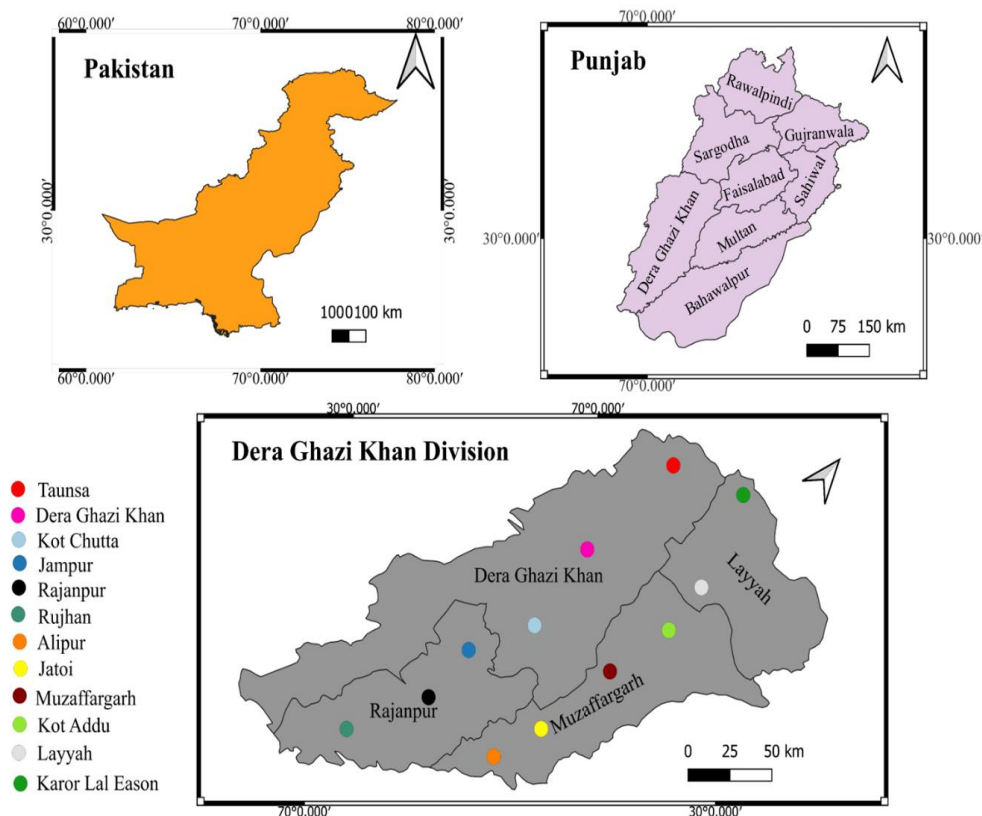 60°0.000′ 70°0.000′ 80°0.000′
Pakistan
30°0.000′ 30°0.000′
1000100 km
60°0.000′ 70°0.000′ 80°0.000′
70°0.000′
Punjab
Rawalpindi
Gujranwala
Sargodha
Faisalabad
Sahiwal
Dera Ghazi Khan
Multan
Bahawalpur
30°0.000′ 30°0.000′
0 75 150 km
70°0.000′
30°0.000′ 70°0.000′
Dera Ghazi Khan Division
Taunsa
Dera Ghazi Khan
Kot Chutta
Jampur
Rajanpur
Rujhan
Alipur
Jatoi
Muzaffargarh
Kot Addu
Layyah
Karor Lal Eason
Dera Ghazi Khan
Layyah
Rajanpur
Muzaffargarh
0 25 50 km
70°0.000′ 30°0.000′